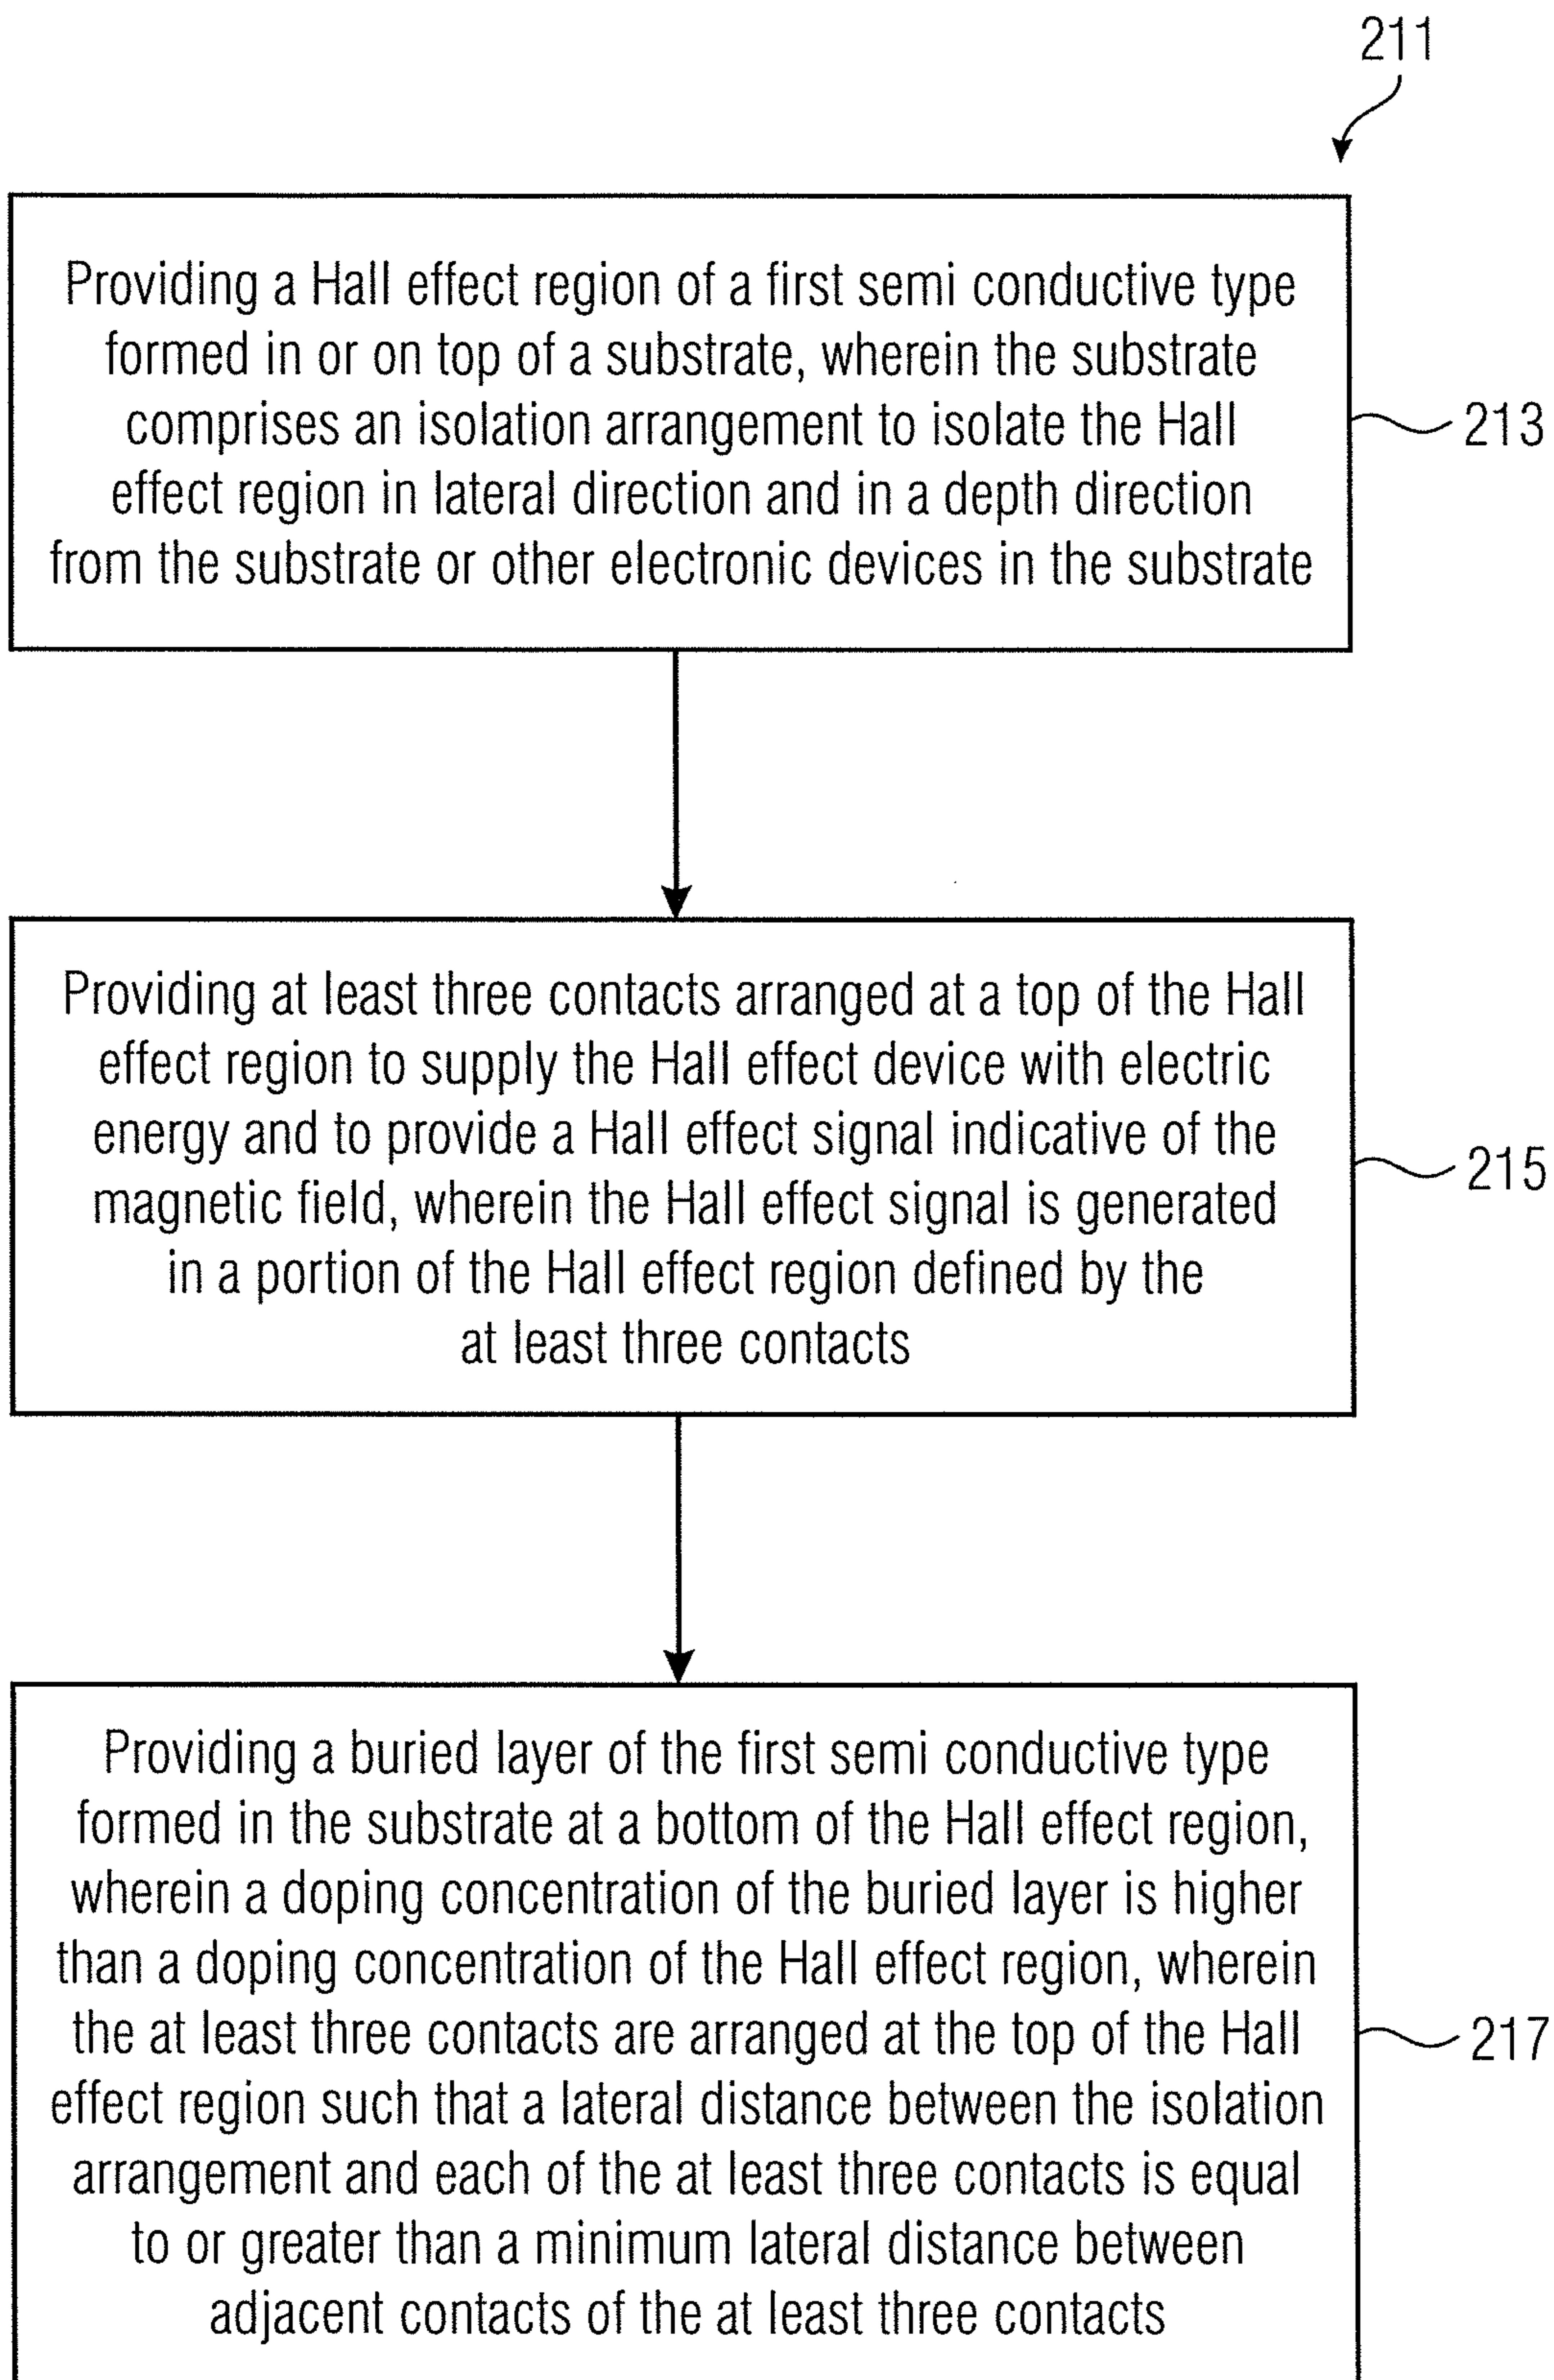 211
Providing a Hall effect region of a first semi conductive type
formed in or on top of a substrate, wherein the substrate
comprises an isolation arrangement to isolate the Hall
effect region in lateral direction and in a depth direction
from the substrate or other electronic devices in the substrate
213
Providing at least three contacts arranged at a top of the Hall
effect region to supply the Hall effect device with electric
energy and to provide a Hall effect signal indicative of the
magnetic field, wherein the Hall effect signal is generated
in a portion of the Hall effect region defined by the
at least three contacts
215
Providing a buried layer of the first semi conductive type
formed in the substrate at a bottom of the Hall effect region,
wherein a doping concentration of the buried layer is higher
than a doping concentration of the Hall effect region, wherein
the at least three contacts are arranged at the top of the Hall
effect region such that a lateral distance between the isolation
arrangement and each of the at least three contacts is equal
to or greater than a minimum lateral distance between
adjacent contacts of the at least three contacts
217